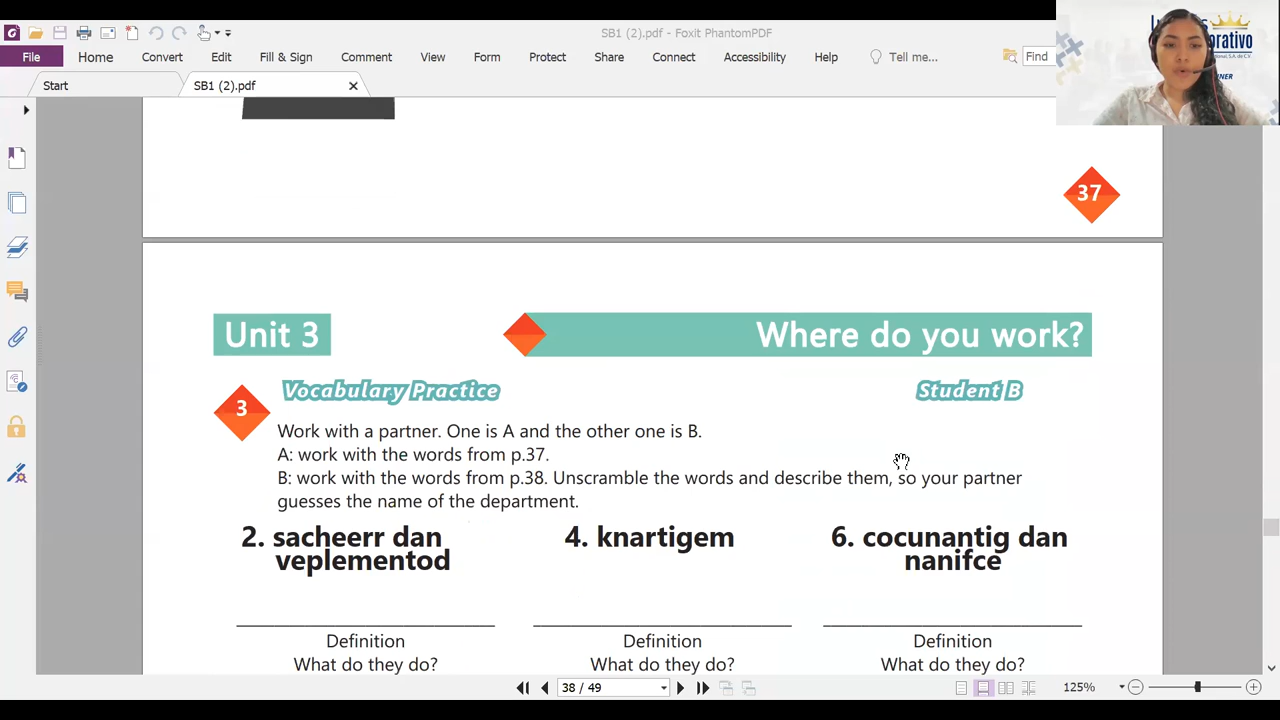 SB1 (2).pdf - Foxit PhantomPDF
File Home Convert Edit Fill & Sign Comment View Form Protect Share Connect Accessibility Help Tell me... Find
Start SB1 (2).pdf
37
Unit 3 Where do you work?
3 Vocabulary Practice Student B
Work with a partner. One is A and the other one is B.
A: work with the words from p.37.
B: work with the words from p.38. Unscramble the words and describe them, so your partner
guesses the name of the department.
2. sacheerr dan 4. knartigem 6. cocunantig dan
veplementod nanifce
Definition Definition Definition
What do they do? What do they do? What do they do?
38 / 49 125%